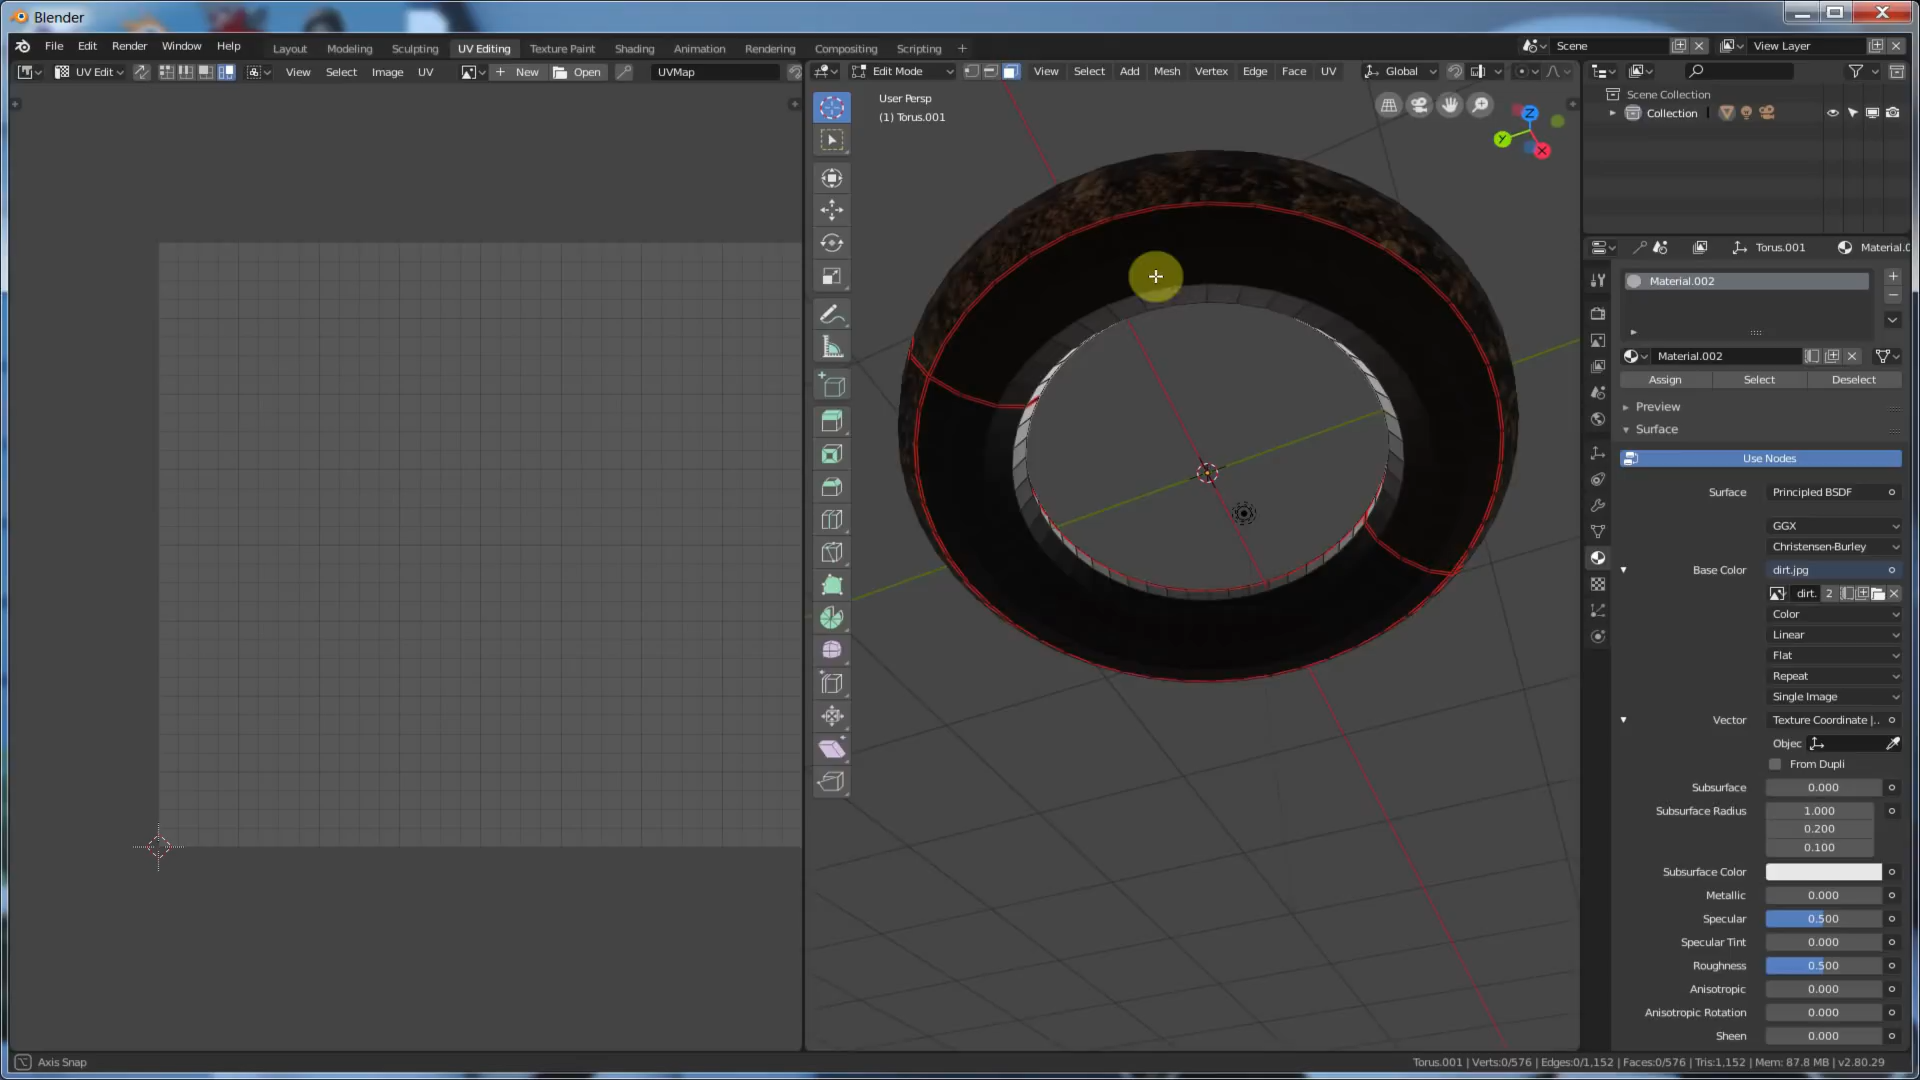 Blender
File Edit Render Window Help
Layout Modeling Sculpting UV Editing Texture Paint Shading Animation Rendering Compositing Scripting +
Scene
View Layer
UV Edit View Select Image UV New Open UVMap
Edit Mode View Select Add Mesh Vertex Edge Face UV Global
User Persp
(1) Torus.001
Z
Y
X
Scene Collection
Collection
Torus.001 Material.0
Material.002
Material.002
Assign Select Deselect
Preview
Surface
Use Nodes
Surface Principled BSDF
GGX
Christensen-Burley
Base Color dirt.jpg
dirt. 2
Color
Linear
Flat
Repeat
Single Image
Vector Texture Coordinate |..
Objec
From Dupli
Subsurface 0.000
Subsurface Radius 1.000
0.200
0.100
Subsurface Color
Metallic 0.000
Specular 0.500
Specular Tint 0.000
Roughness 0.500
Anisotropic 0.000
Anisotropic Rotation 0.000
Sheen 0.000
Axis Snap
Torus.001 | Verts:0/576 | Edges:0/1,152 | Faces:0/576 | Tris:1,152 | Mem: 87.8 MB | v2.80.29